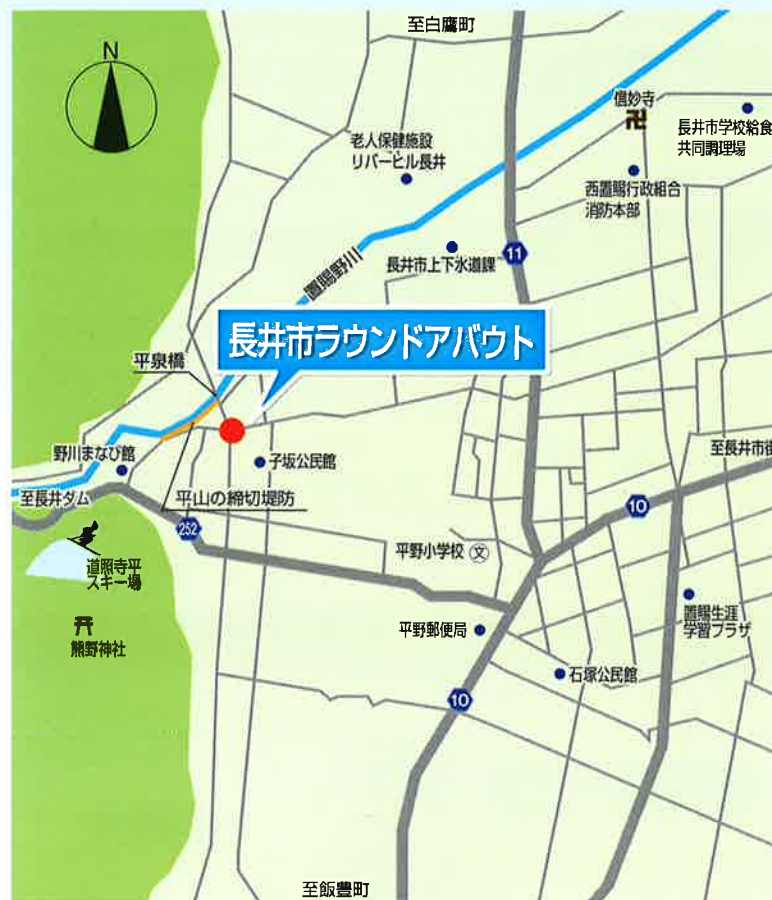 至白鷹町
N
信妙寺
長井市学校給食
共同調理場
老人保健施設
リバーヒル長井
西置賜行政組合
消防本部
置賜野川
長井市上下水道課
11
長井市ラウンドアバウト
平泉橋
野川まなび館
子坂公民館
至長井市街
至長井ダム
平山の締切堤防
10
252
平野小学校
文
道照寺平
スキー場
置賜生涯
学習プラザ
平野郵便局
熊野神社
石塚公民館
10
至飯豊町